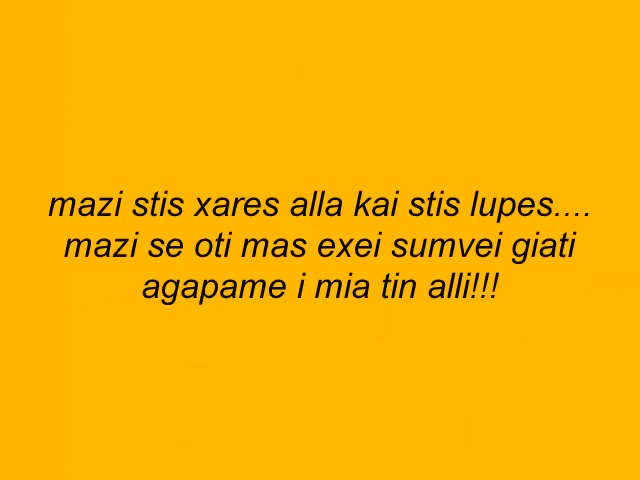 mazi stis xares alla kai stis lupes....
mazi se oti mas exei sumvei giati
agapame i mia tin alli!!!